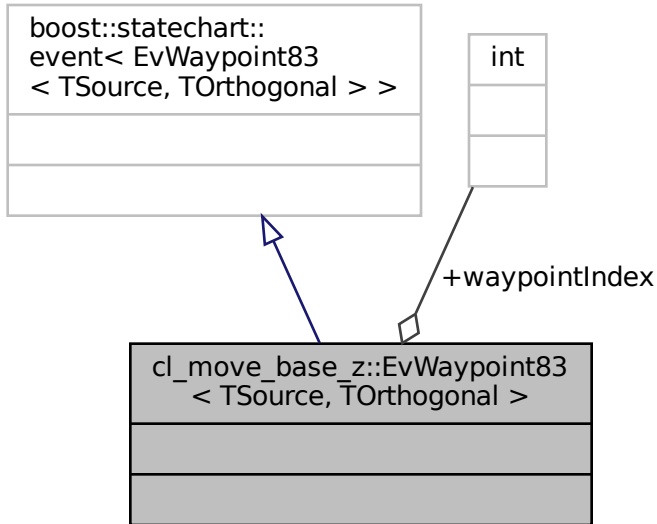 boost::statechart::
event< EvWaypoint83
< TSource, TOrthogonal > >
int
+waypointIndex
cl_move_base_z::EvWaypoint83
< TSource, TOrthogonal >